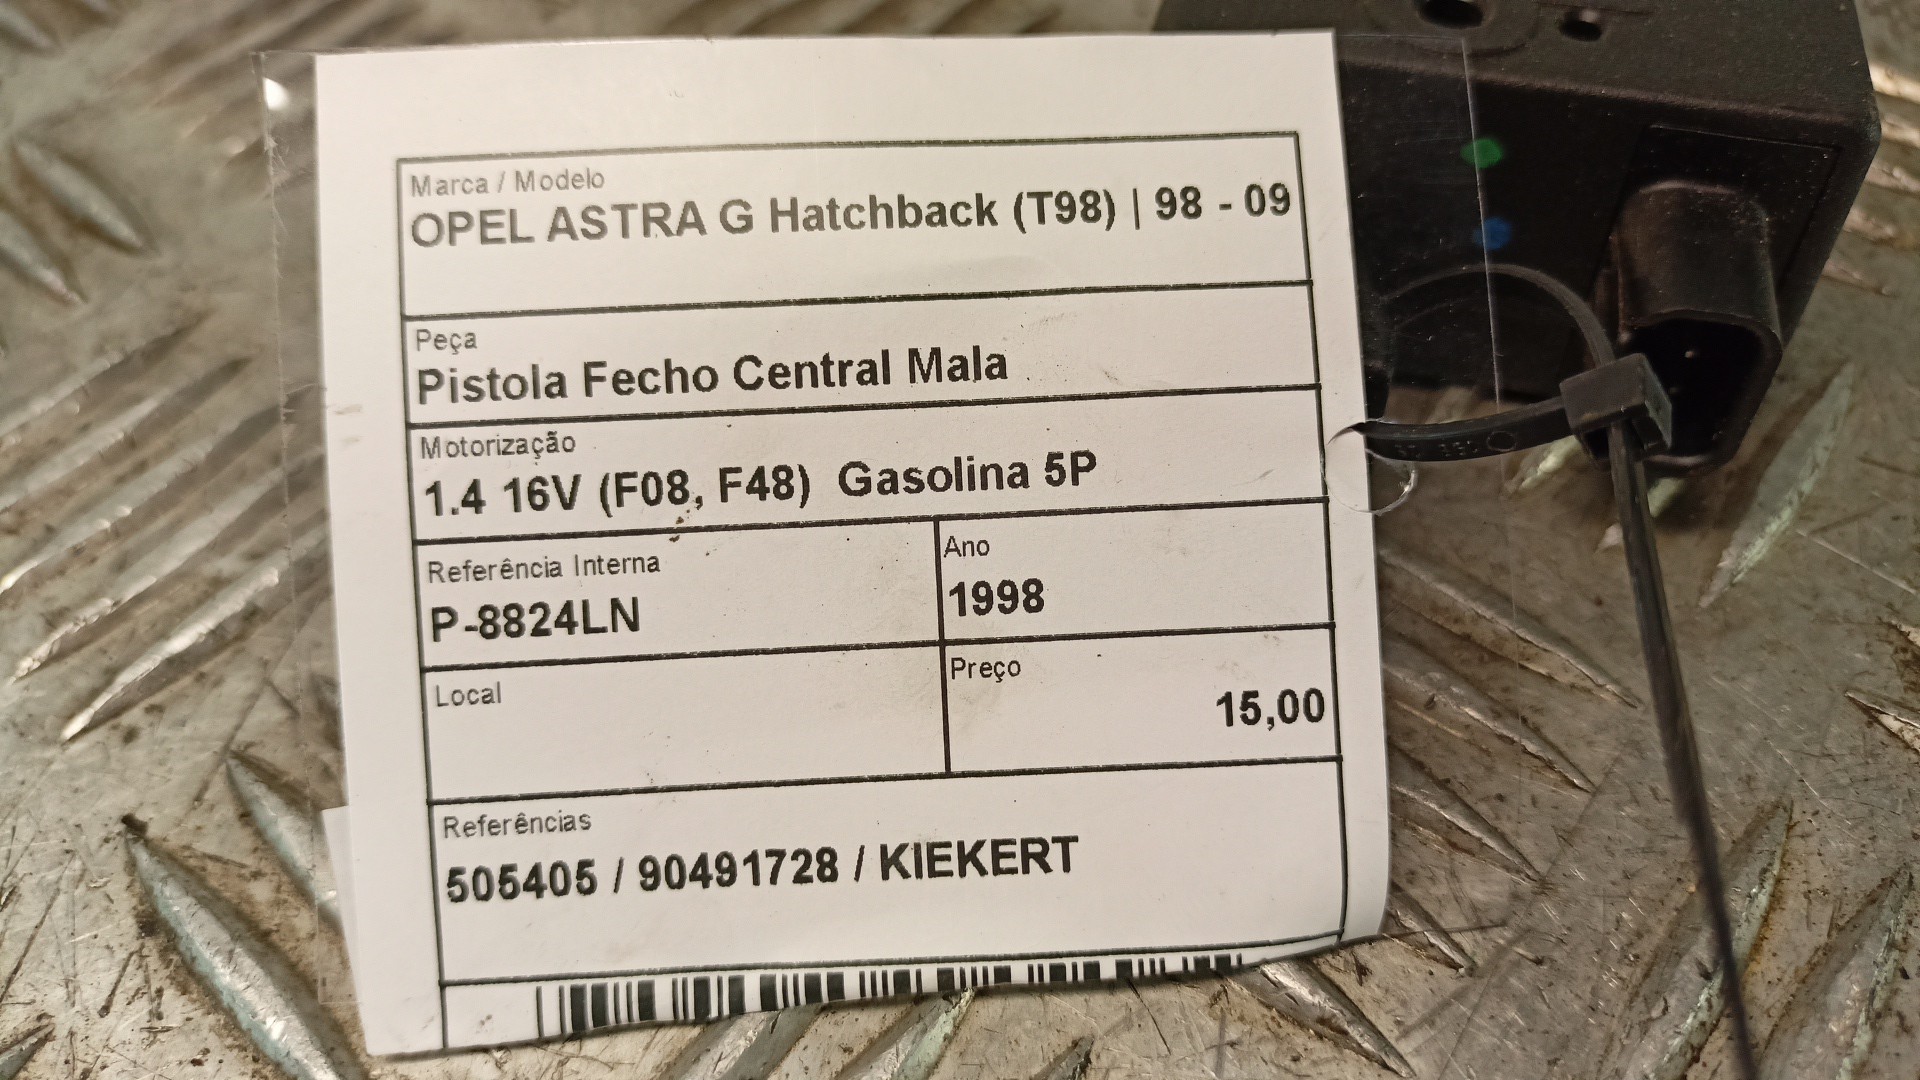 Marca / Modelo
OPEL ASTRA G Hatchback (T98) | 98 - 09
Peça
Pistola Fecho Central Mala
Motorização
1.4 16V (F08, F48) Gasolina 5P
Referência Interna
P-8824LN
Ano
1998
Local
Preço
15,00
Referências
505405 / 90491728 / KIEKERT